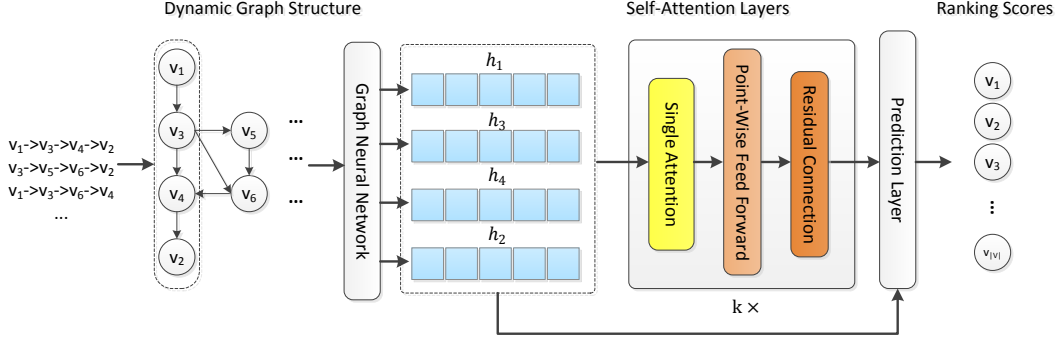 Dynamic Graph Structure
Self-Attention Layers
Ranking Scores
v1->v3->v4->v2
v3->v5->v6->v2
v1->v3->v6->v4
...
v1
v3
v4
v2
v5
v6
...
...
...
Graph Neural Network
h1
h3
h4
h2
Single Attention
Point-Wise Feed Forward
Residual Connection
k ×
Prediction Layer
v1
v2
v3
...
v|v|